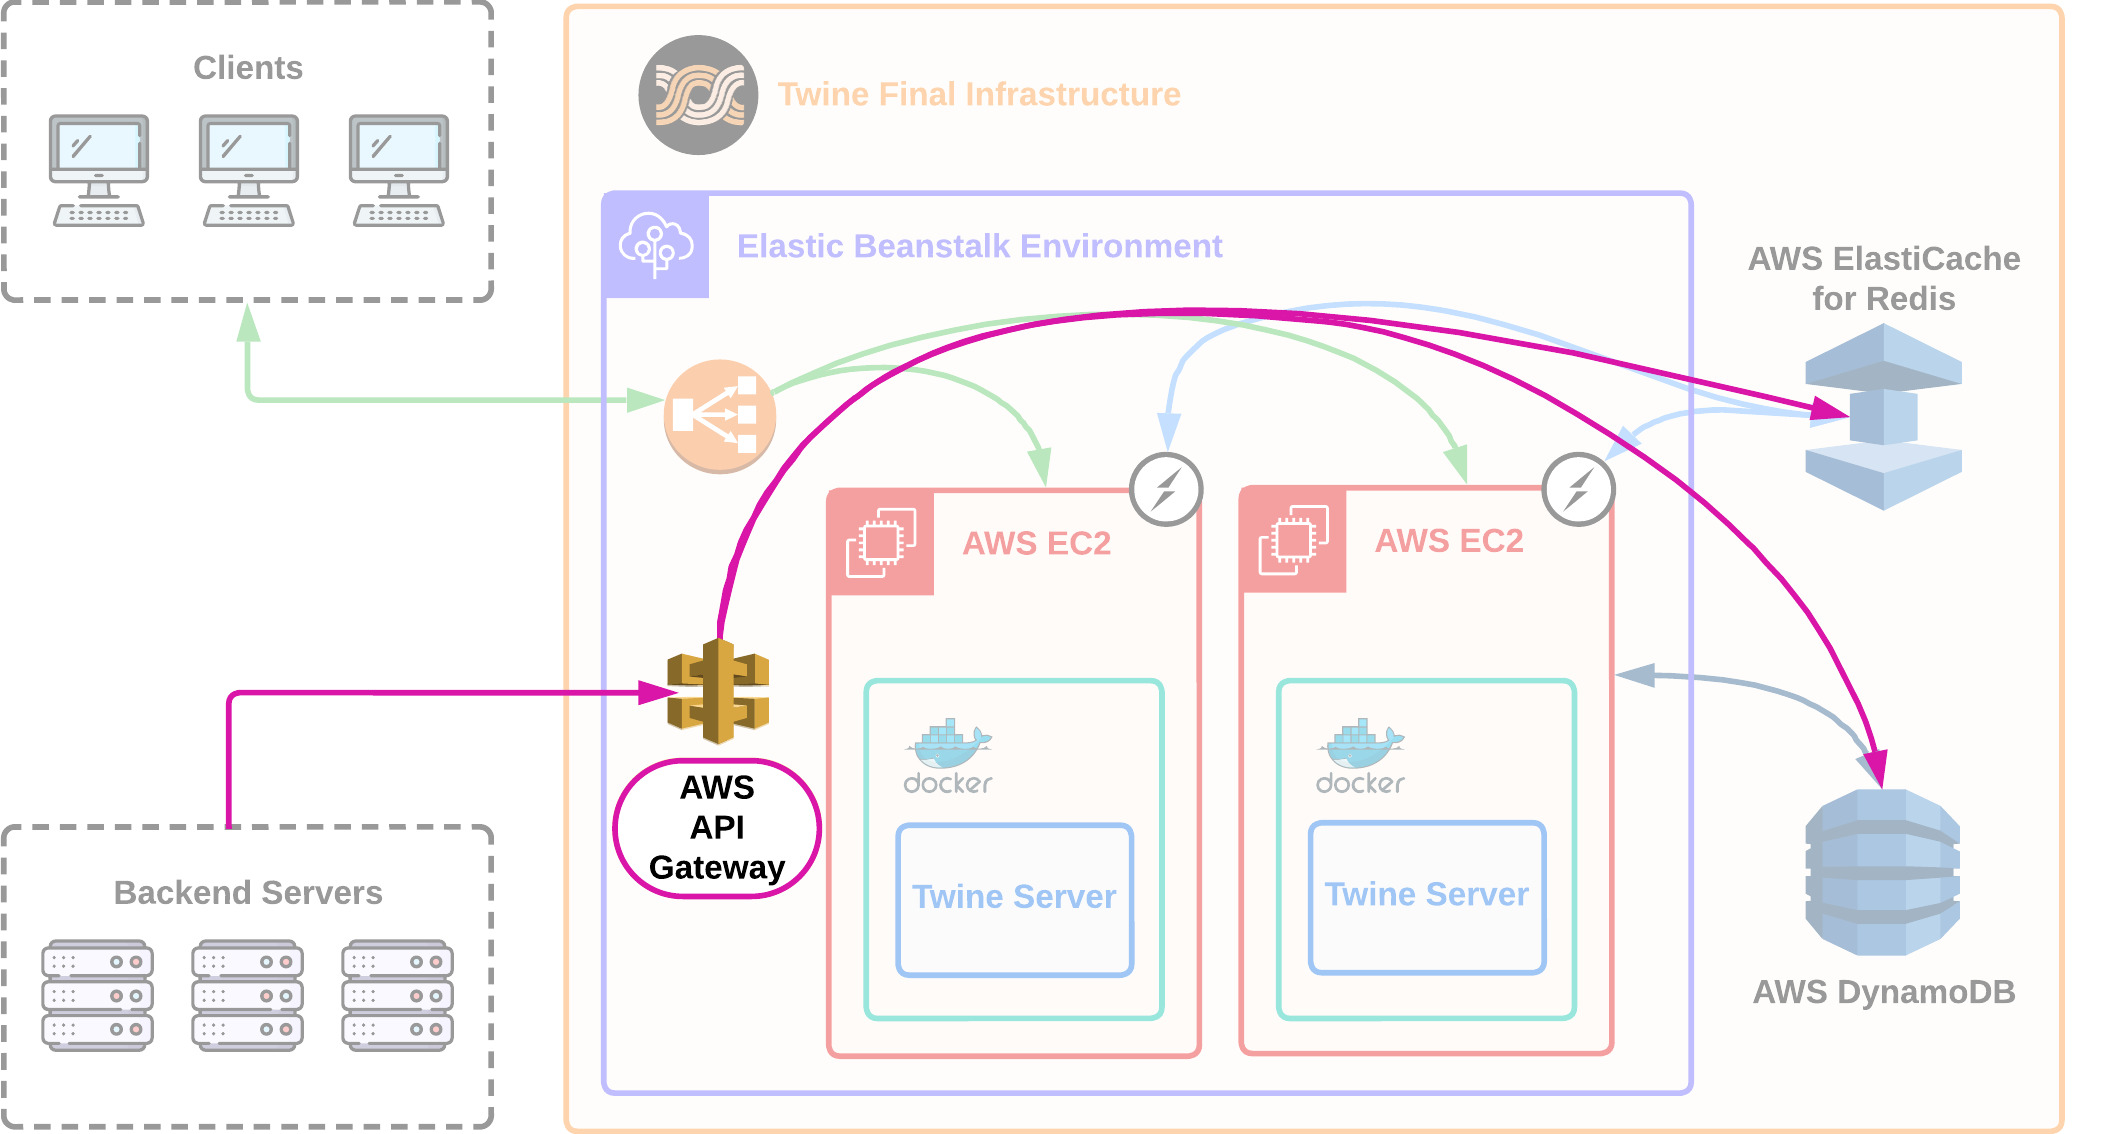 Clients
Twine Final Infrastructure
Elastic Beanstalk Environment
AWS ElastiCache
for Redis
AWS EC2
AWS EC2
docker
docker
AWS
API
Gateway
Twine Server
Twine Server
Backend Servers
AWS DynamoDB